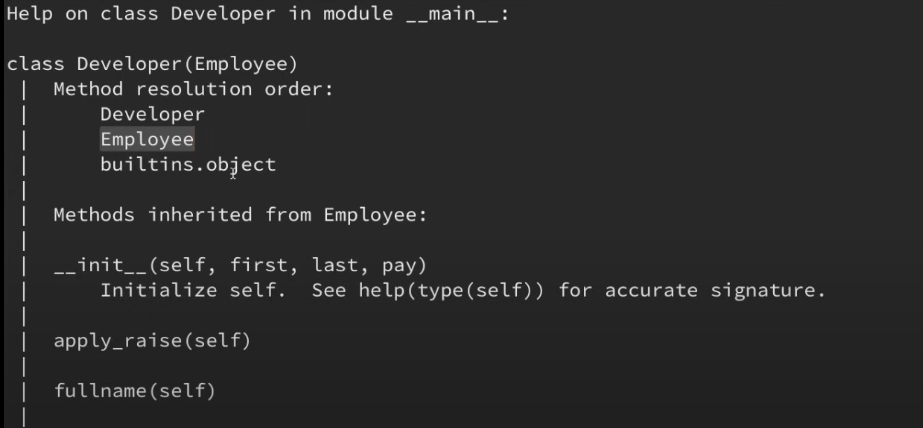 Help on class Developer in module __main__:
class Developer(Employee)
| Method resolution order:
| Developer
| Employee
| builtins.object
|
| Methods inherited from Employee:
|
| __init__(self, first, last, pay)
| Initialize self. See help(type(self)) for accurate signature.
|
| apply_raise(self)
|
| fullname(self)
|